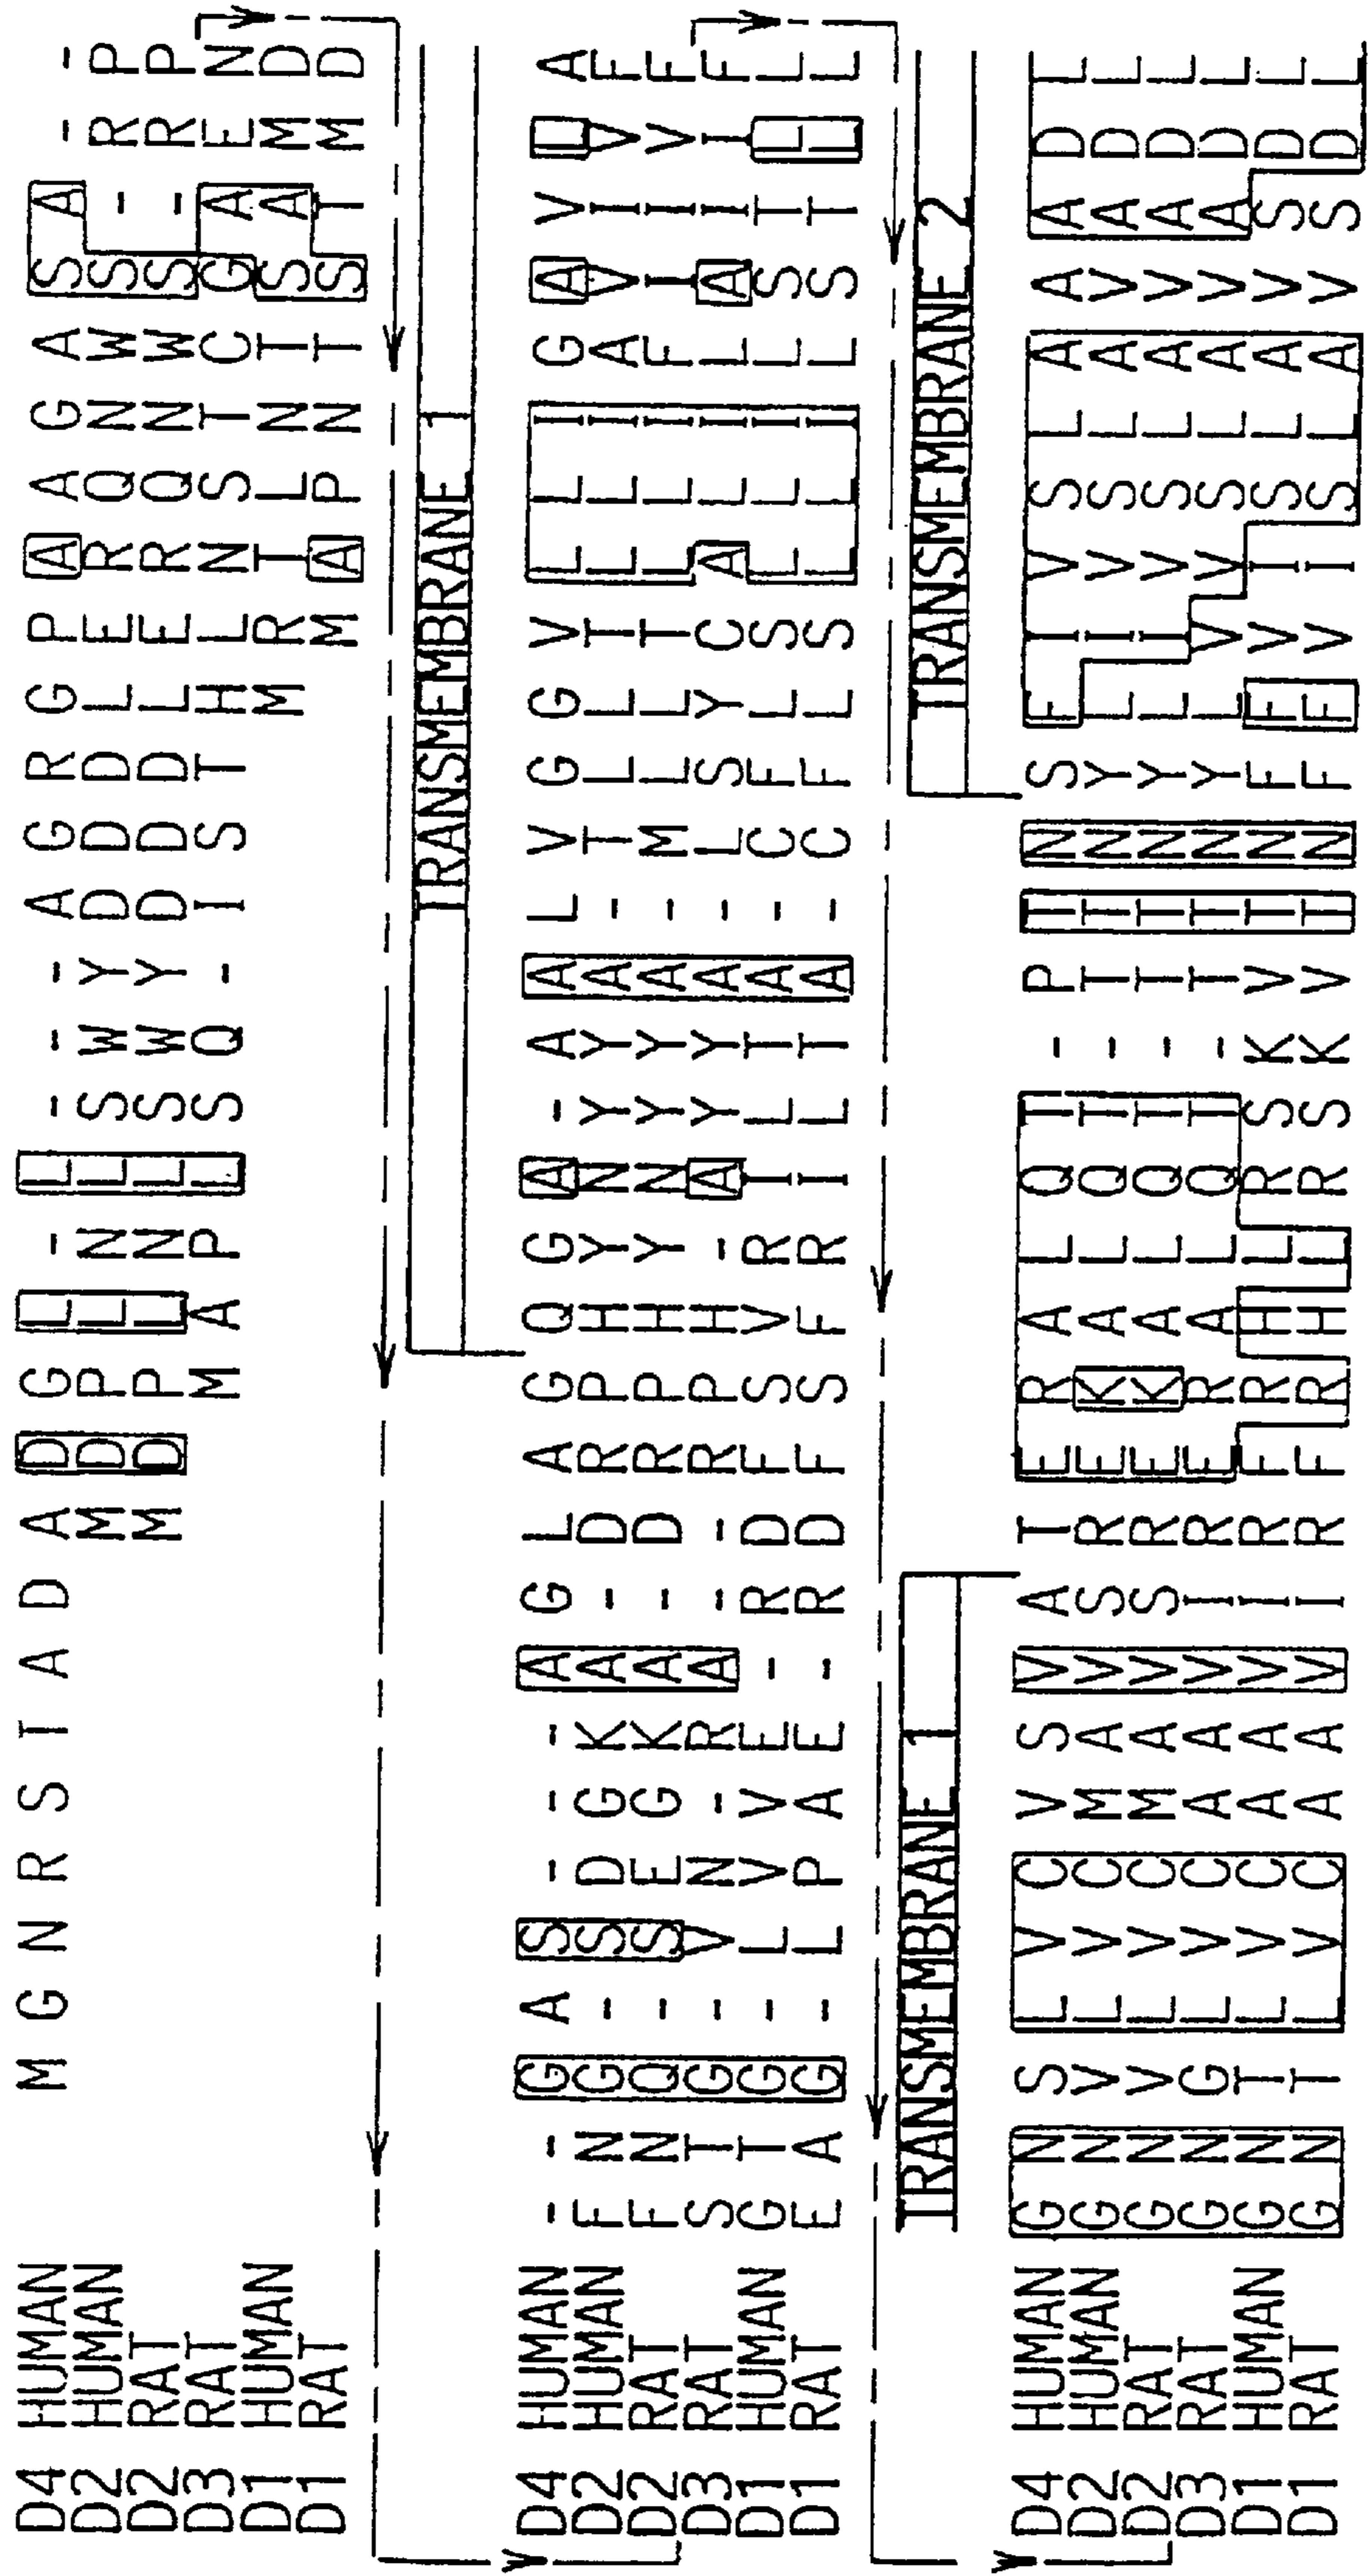 D4 HUMAN M G N R S T A D A D G L - L - - - A G R G P A A G A S A - -
D2 HUMAN M D P L N L S W Y D D D L E R Q N W S - R P
D2 RAT M D P L N L S W Y D D D L E R Q N W S - R P
D3 RAT M A P L S Q - I S T H L N S T C G A E N
D1 HUMAN M R T L N T S A M D
D1 RAT M A P N T S T M D
TRANSMEMBRANE 1
D4 HUMAN - - G A S - - - A G L A G Q G A - A A L V G G V L L I G A V L A
D2 HUMAN F N G - S D G K A - D R P H Y N Y Y A - T L L T L L I A V I V F
D2 RAT F N Q - S E G K A - D R P H Y N Y Y A - M L L T L L I F I I V F
D3 RAT S T G - V N - R A - - R P H - A Y Y A - L S Y C A L I L A I I F
D1 HUMAN G T G - L V V E - R D F S V R I L T A - C F L S L L I L S T L L
D1 RAT E A G - L P A E - R D F S F R I L T A - C F L S L L I L S T L L
TRANSMEMBRANE 1 TRANSMEMBRANE 2
D4 HUMAN G N S L V C V S V A T E R A L Q T - P T N S F I V S L A A A D L
D2 HUMAN G N V L V C M A V S R E K A L Q T - T T N Y L I V S L A V A D L
D2 RAT G N V L V C M A V S R E K A L Q T - T T N Y L I V S L A V A D L
D3 RAT G N G L V C A A V I R E R A L Q T - T T N Y L V V S L A V A D L
D1 HUMAN G N T L V C A A V I R F R H L R S K V T N F F V I S L A V S D L
D1 RAT G N T L V C A A V I R F R H L R S K V T N F F V I S L A V S D L